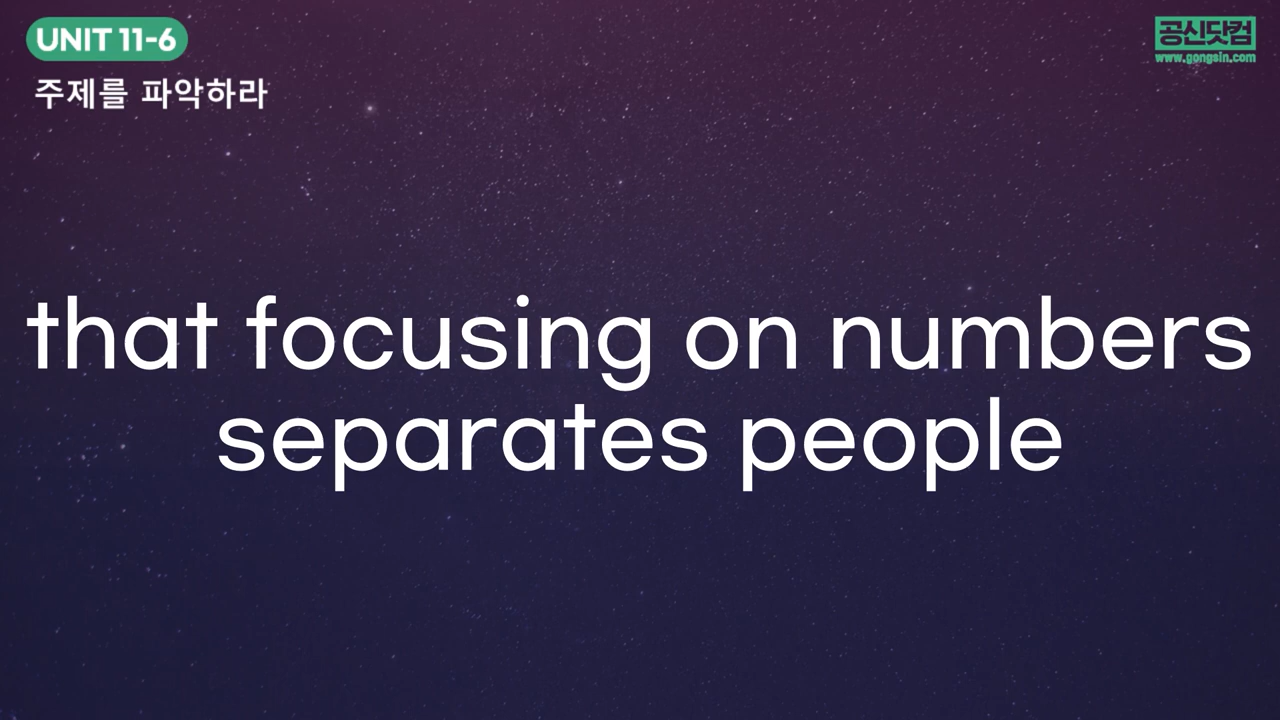 UNIT 11-6
공신닷컴
www.gongsin.com
주제를 파악하라
that focusing on numbers
separates people